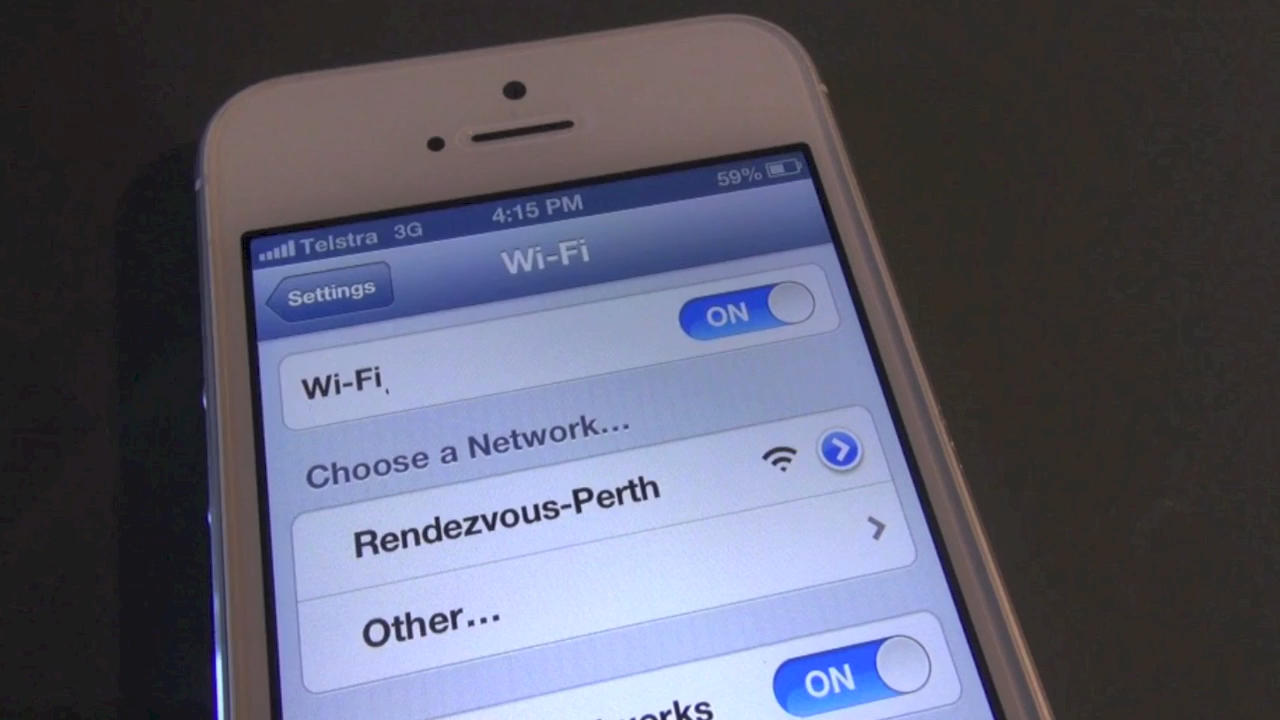 Telstra 3G 4:15 PM 59%
Settings Wi-Fi
Wi-Fi ON
Choose a Network...
Rendezvous-Perth
Other...
ON